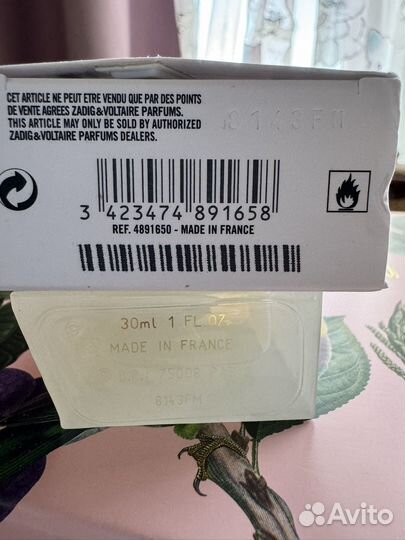 CET ARTICLE NE PEUT ETRE VENDU QUE PAR DES POINTS
DE VENTE AGREES ZADIG&VOLTAIRE PARFUMS.
THIS ARTICLE MAY ONLY BE SOLD BY AUTHORIZED
ZADIG&VOLTAIRE PARFUMS DEALERS.
8143FM
3 423474 891658
REF. 4891650 - MADE IN FRANCE
30ml 1 FL.OZ.
MADE IN FRANCE
75008
8143FM
Avito